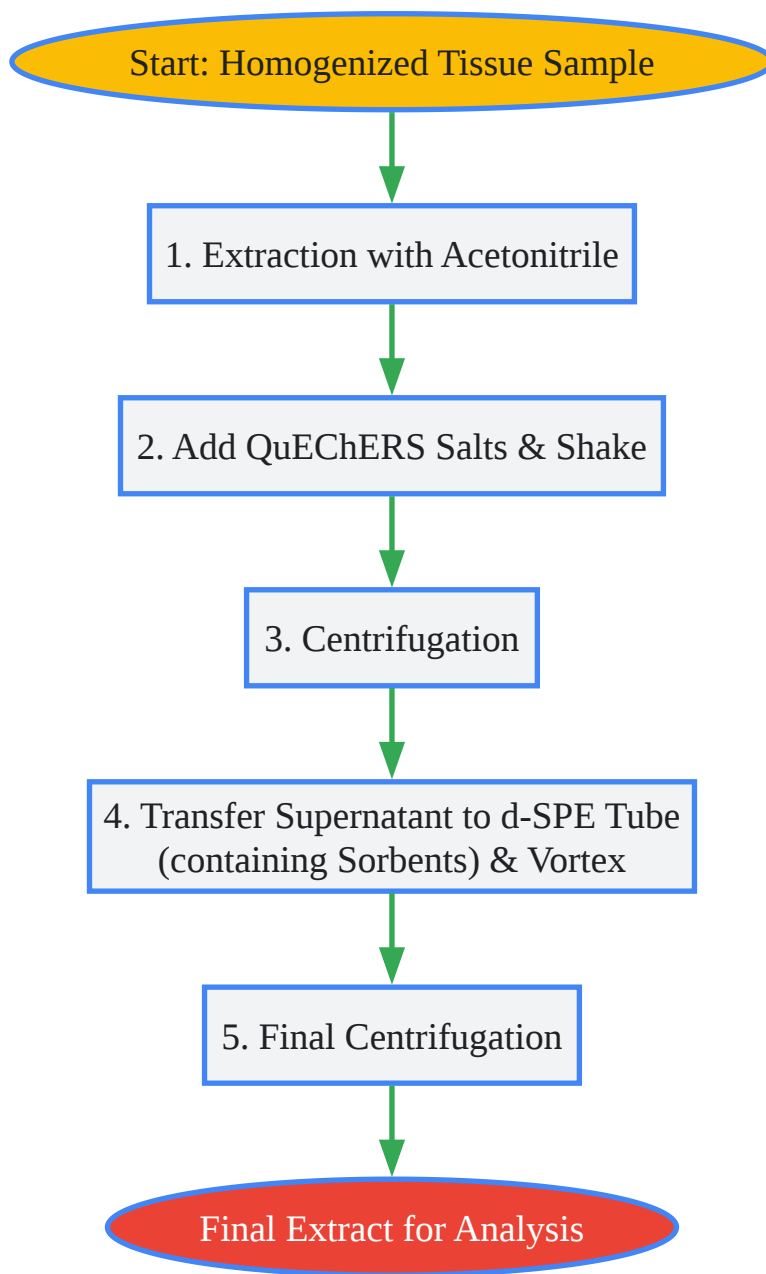 Start: Homogenized Tissue Sample
1. Extraction with Acetonitrile
2. Add QuEChERS Salts & Shake
3. Centrifugation
4. Transfer Supernatant to d-SPE Tube
(containing Sorbents) & Vortex
5. Final Centrifugation
Final Extract for Analysis